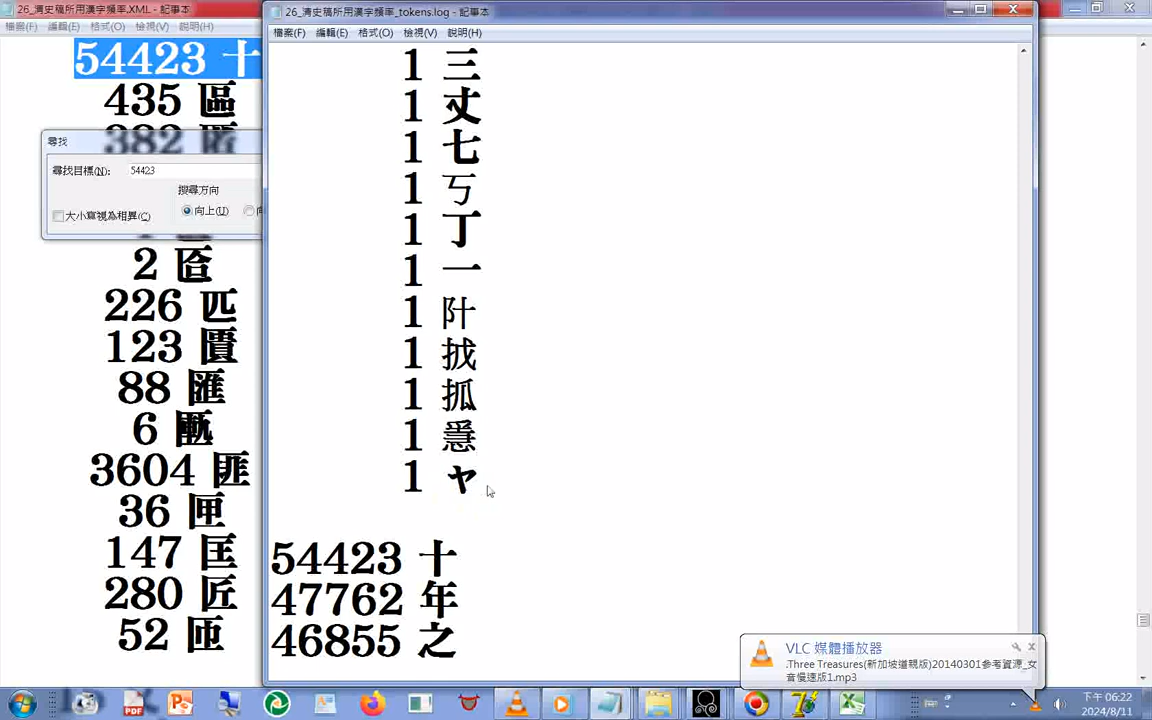 26_清史稿所用漢字頻率.XML - 記事本
檔案(F) 編輯(E) 格式(O) 檢視(V) 說明(H)
54423 十
435 區
382 匿
尋找
尋找目標(N): 54423
搜尋方向
大小寫視為相異(C)
向上(U)
2 匼
226 匹
123 匱
88 匯
6
3604 匪
36 匣
147 匡
280 匠
52 匝
26_清史稿所用漢字頻率_tokens.log - 記事本
檔案(F) 編輯(E) 格式(O) 檢視(V) 說明(H)
1 三
1 丈
1 七
1 丂
1 丁
1 一
1 阩
1
1 抓
1
1 ャ
54423 十
47762 年
46855 之
VLC 媒體播放器
.Three Treasures(新加坡道親版)20140301參考資源_女音慢速版1.mp3
下午 06:22
2024/8/11